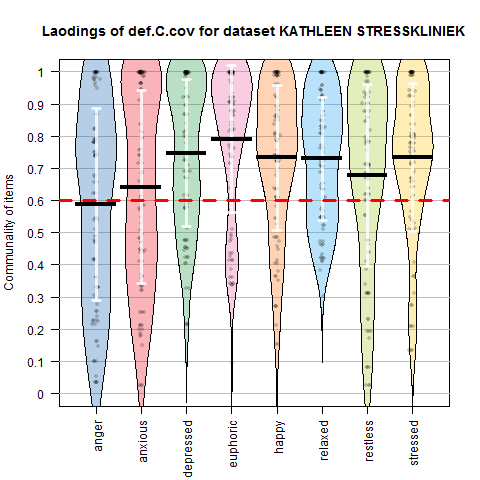 Laodings of def.C.cov for dataset KATHLEEN STRESSKLINIEK
Communality of items
1
0.9
0.8
0.7
0.6
0.5
0.4
0.3
0.2
0.1
0
anger
anxious
depressed
euphoric
happy
relaxed
restless
stressed